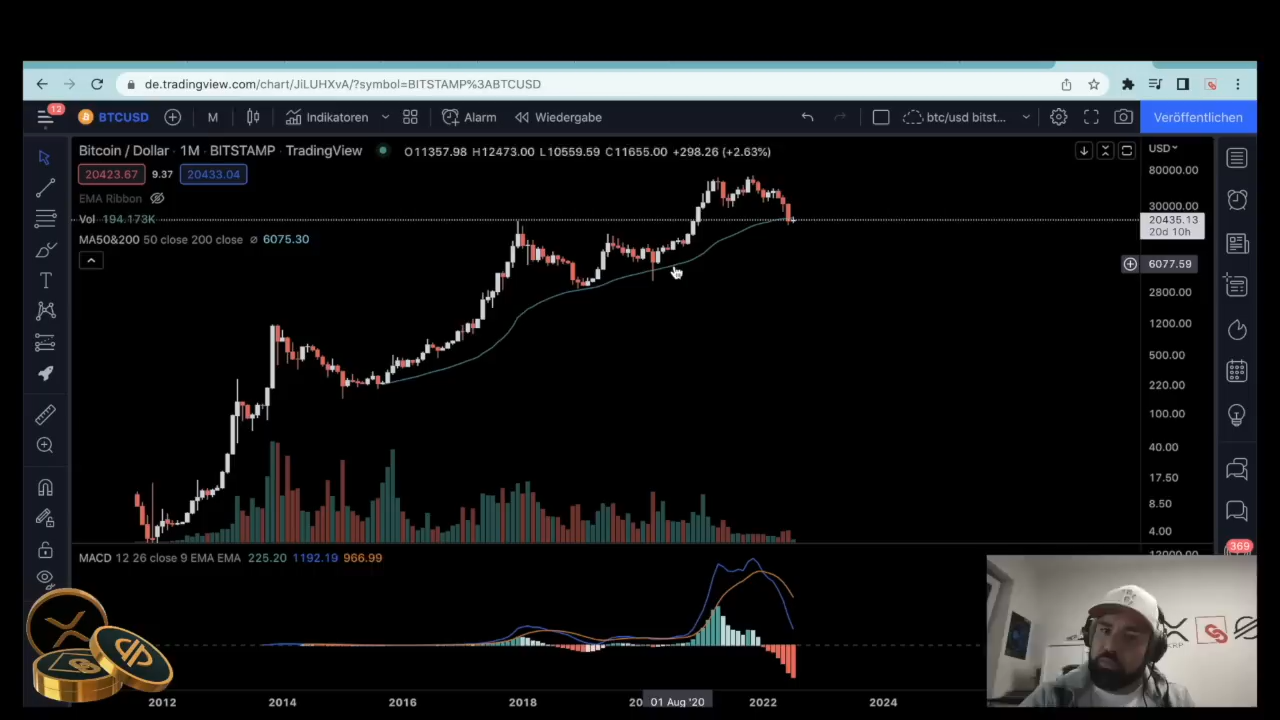 de.tradingview.com/chart/JiLUHXvA/?symbol=BITSTAMP%3ABTCUSD
12
BTCUSD M Indikatoren Alarm Wiedergabe btc/usd bitst... Veröffentlichen
Bitcoin / Dollar · 1M · BITSTAMP · TradingView O11357.98 H12473.00 L10559.59 C11655.00 +298.26 (+2.63%) USD
20423.67 9.37 20433.04
EMA Ribbon
Vol 194.173K
MA50&200 50 close 200 close ⌀ 6075.30
80000.00
30000.00
20435.13
20d 10h
6077.59
2800.00
1200.00
500.00
220.00
100.00
40.00
17.50
8.50
4.00
12000.00
369
MACD 12 26 close 9 EMA EMA 225.20 1192.19 966.99
XRP
2012 2014 2016 2018 20 01 Aug '20 2022 2024